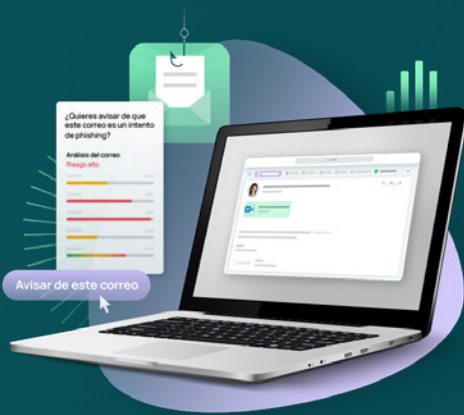 ¿Quieres avisar de que
este correo es un intento
de phishing?
Análisis del correo
Riesgo alto
Avisar de este correo